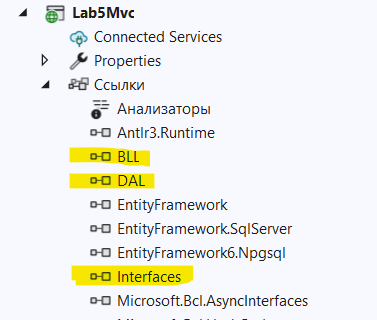 Lab5Mvc
Connected Services
Properties
Ссылки
Анализаторы
Antlr3.Runtime
BLL
DAL
EntityFramework
EntityFramework.SqlServer
EntityFramework6.Npgsql
Interfaces
Microsoft.Bcl.AsyncInterfaces